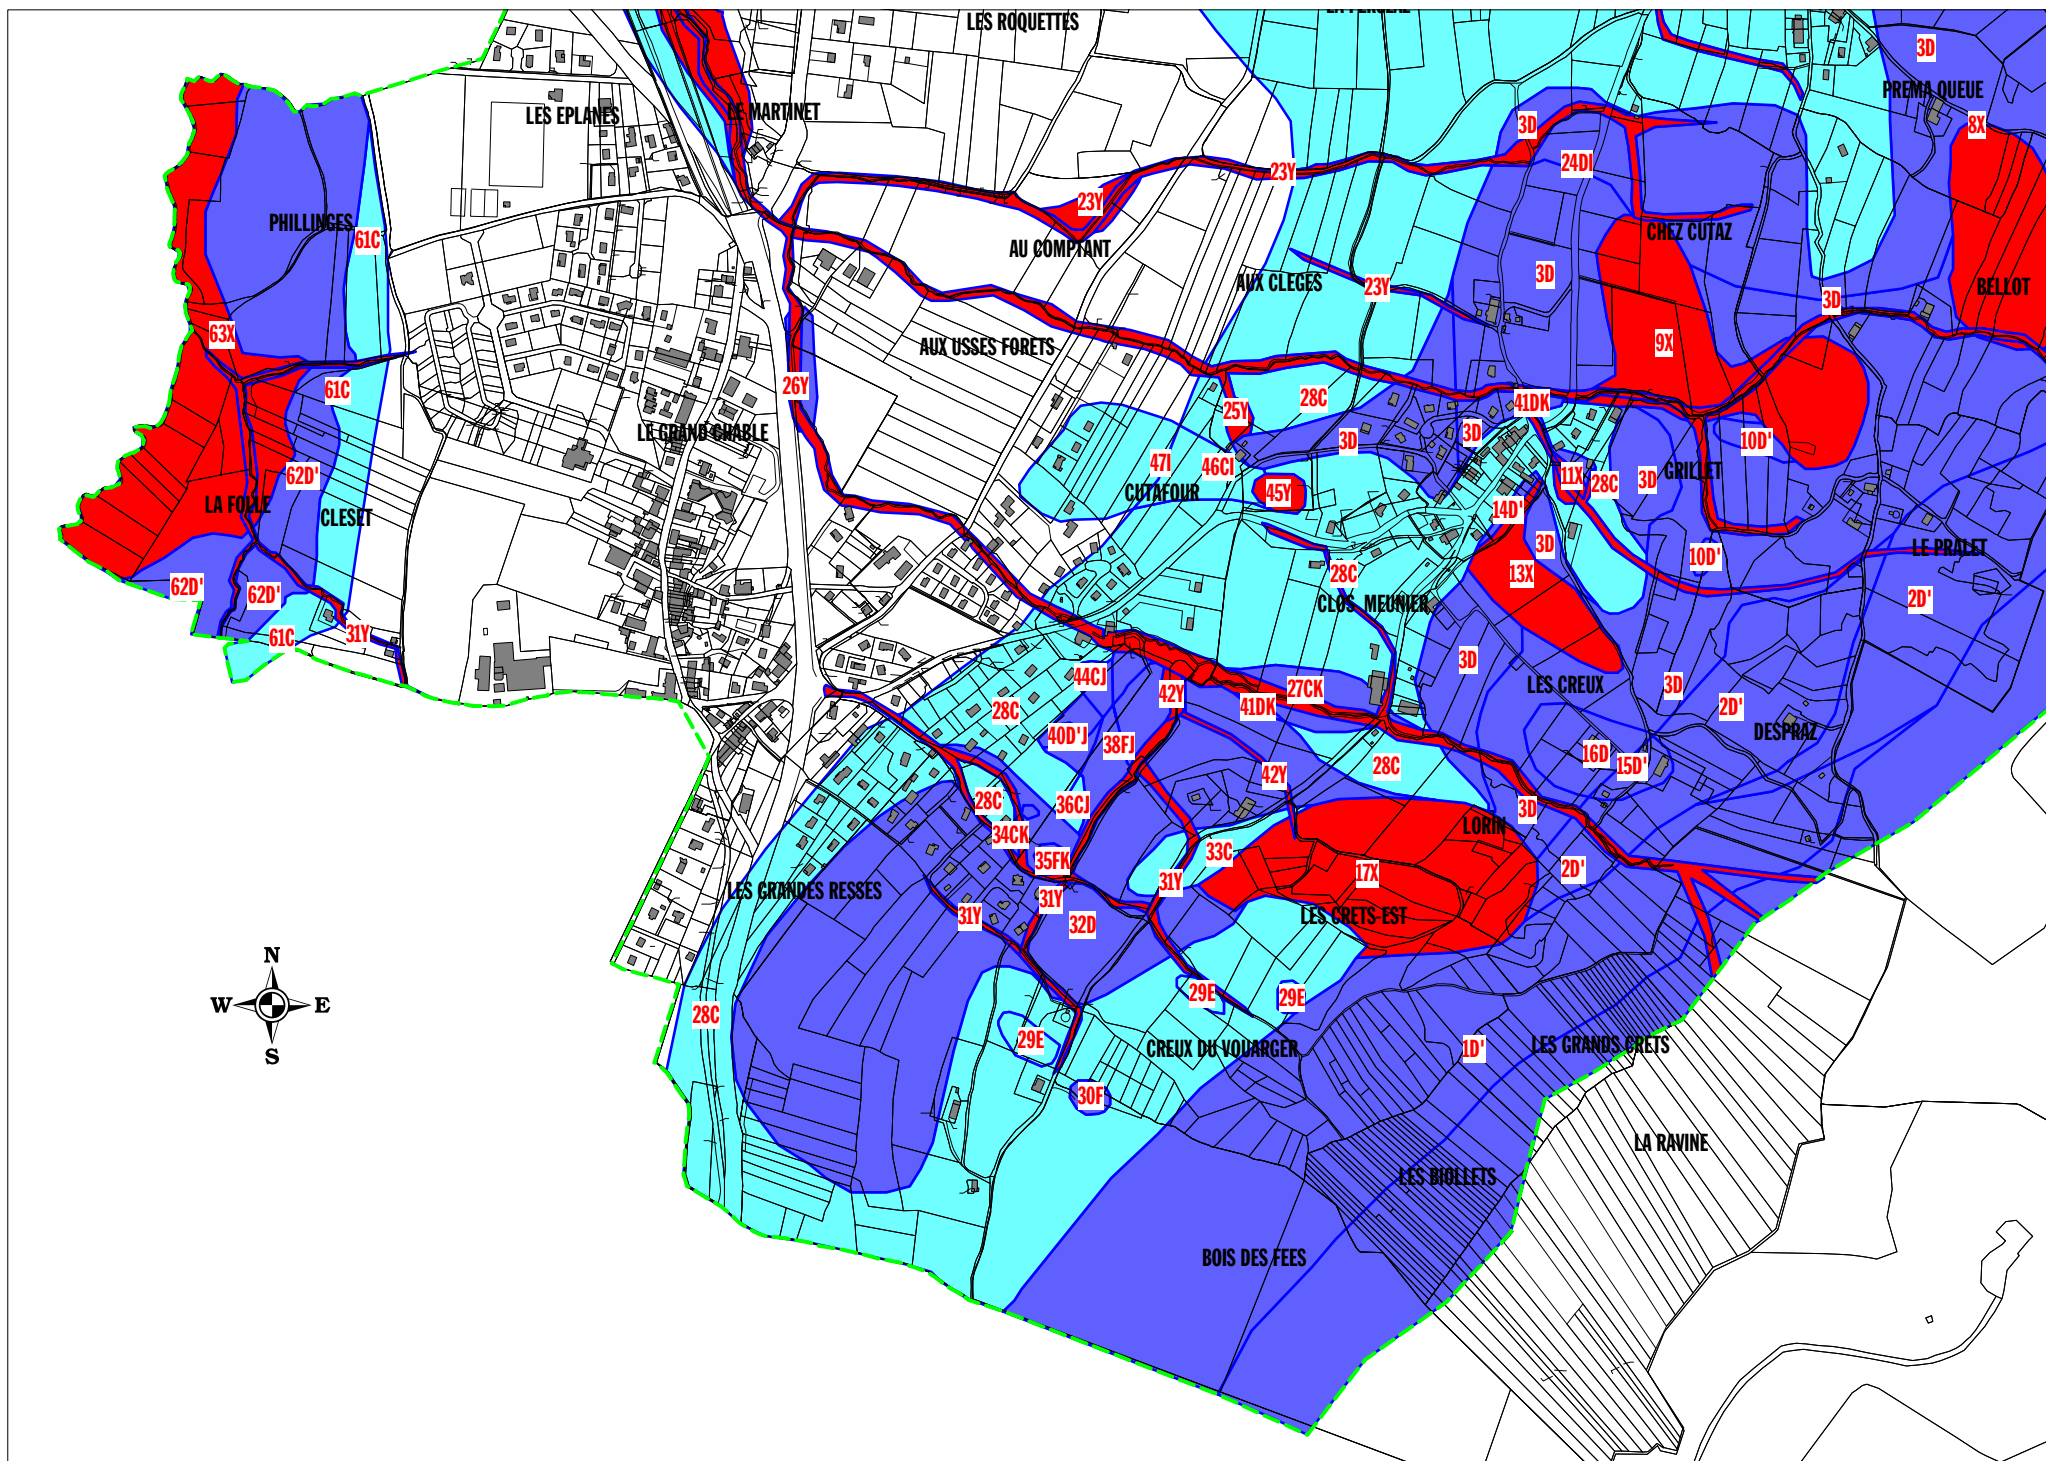 LES ROQUETTES
3D
PREMA QUEUE
LES EPLANES
LE MARTINET
8X
3D
24DI
23Y
23Y
PHILLINGES
61C
CHEZ CUTAZ
AU COMPTANT
AUX CLEGES
3D
23Y
BELLOT
3D
63X
AUX USSES FORETS
9X
26Y
61C
28C
41DK
25Y
LE GRAND CHABLE
3D
3D
10D'
47I
46CI
GRILLET
62D'
11X
28C
3D
CUTAFOUR
45Y
LA FOLLE
CLESET
14D'
3D
10D'
LE PRALET
28C
13X
62D'
62D'
CLOS MEUNIER
2D'
61C
31Y
3D
44CJ
42Y
27CK
LES CREUX
3D
28C
41DK
2D'
40D'J
38FJ
DESPRAZ
16D
15D'
28C
42Y
28C
36CJ
3D
34CK
LORIN
33C
35FK
2D'
17X
31Y
LES GRANDES RESSES
31Y
31Y
32D
LES CRETS-EST
N
W
E
S
29E
29E
28C
29E
CREUX DU VOUARGER
1D'
LES GRANDS CRETS
30F
LA RAVINE
LES BIOLLETS
BOIS DES FEES